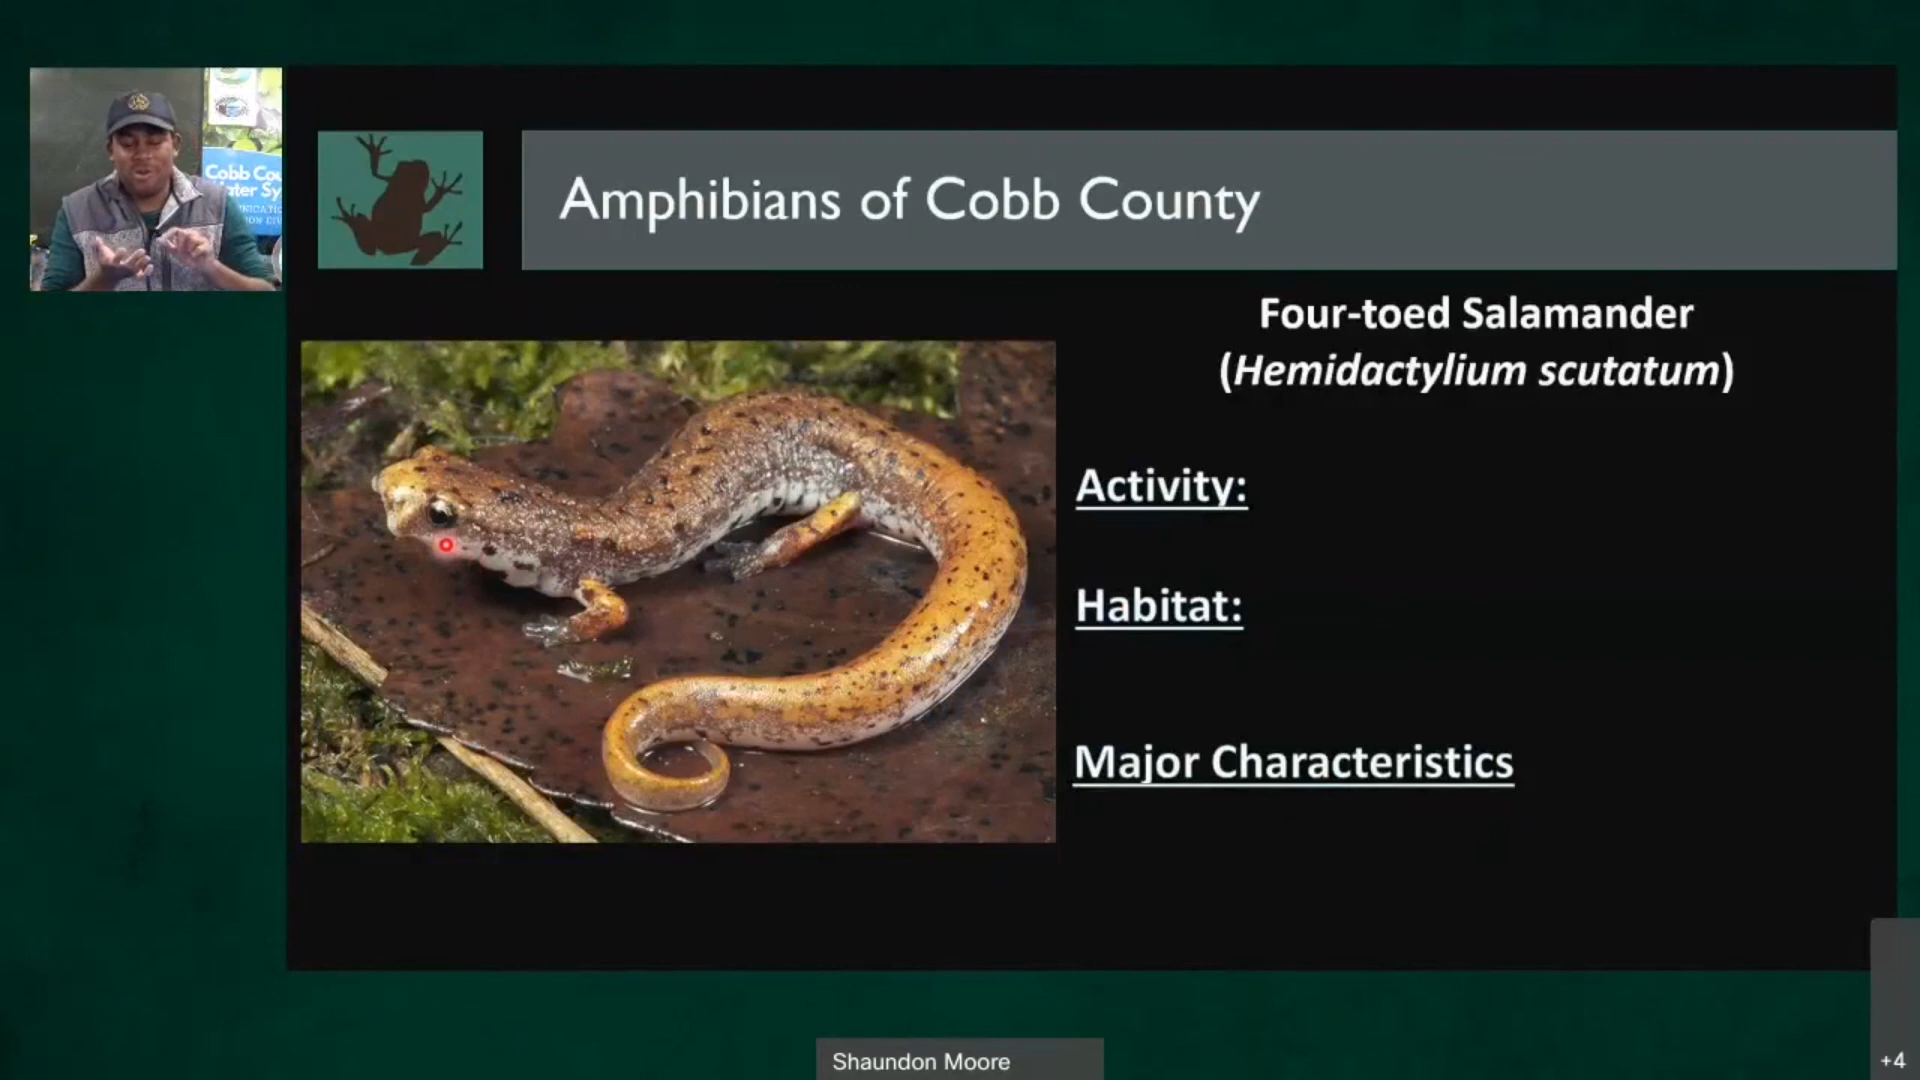 Cobb Cou
ater Sy
Amphibians of Cobb County
Four-toed Salamander
(Hemidactylium scutatum)
Activity:
Habitat:
Major Characteristics
Shaundon Moore
+4